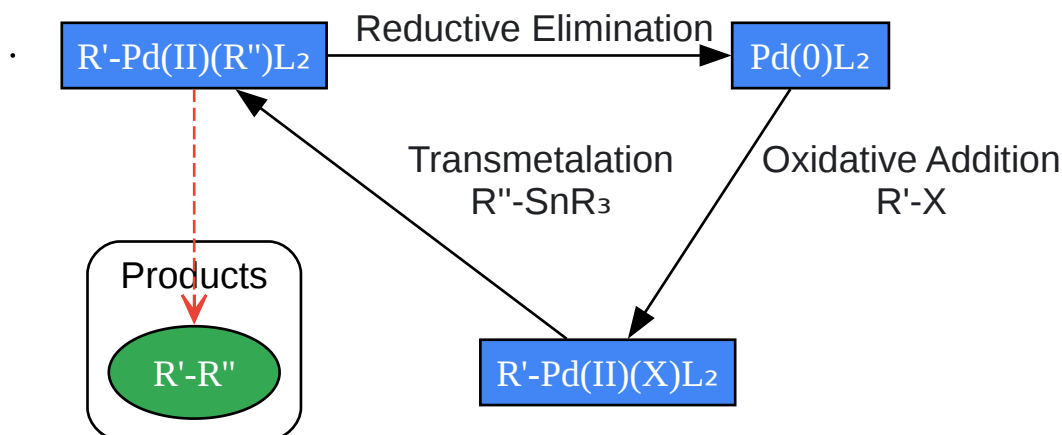 Reductive Elimination
. R'-Pd(II)(R'')L₂ Pd(0)L₂
Transmetalation
R''-SnR₃
Oxidative Addition
R'-X
Products
R'-R''
R'-Pd(II)(X)L₂